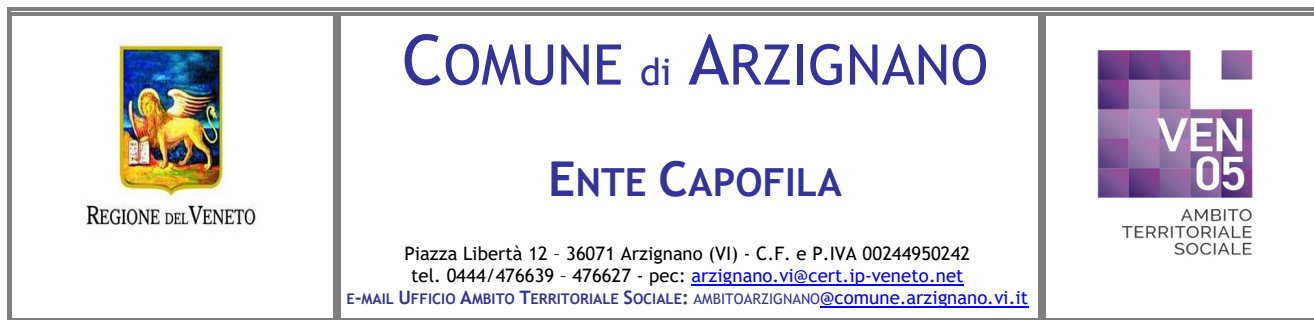 REGIONE DEL VENETO
COMUNE di ARZIGNANO
ENTE CAPOFILA
Piazza Libertà 12 – 36071 Arzignano (VI) - C.F. e P.IVA 00244950242
tel. 0444/476639 – 476627 - pec: arzignano.vi@cert.ip-veneto.net
E-MAIL UFFICIO AMBITO TERRITORIALE SOCIALE: AMBITOARZIGNANO@comune.arzignano.vi.it
VEN
05
AMBITO
TERRITORIALE
SOCIALE